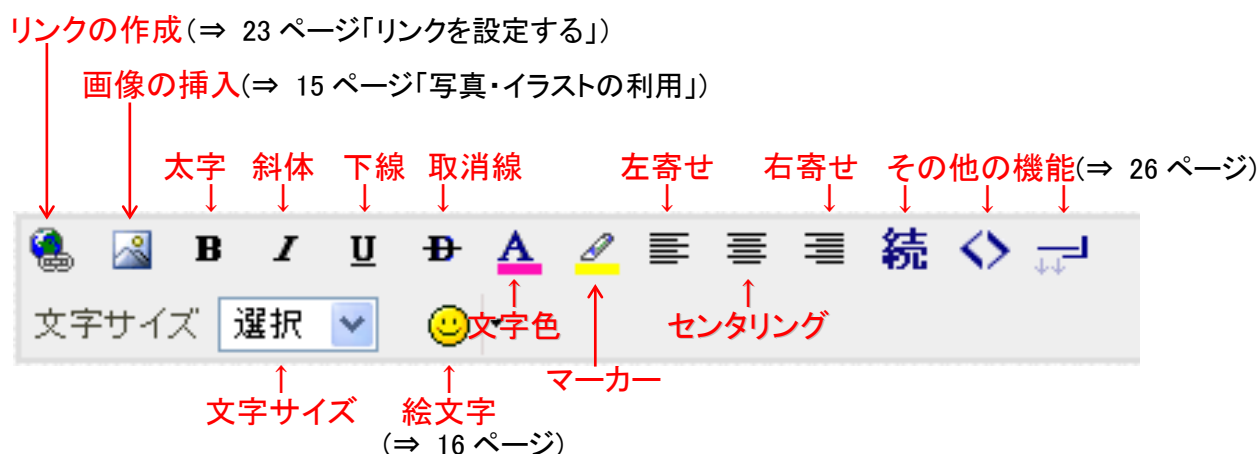 リンクの作成(⇒ 23 ページ「リンクを設定する」)
画像の挿入(⇒ 15 ページ「写真・イラストの利用」)
太字 斜体 下線 取消線 左寄せ 右寄せ その他の機能(⇒ 26 ページ)
B I U D A 続 <>
文字サイズ 選択 文字色 センタリング
マーカー
文字サイズ 絵文字
(⇒ 16 ページ)